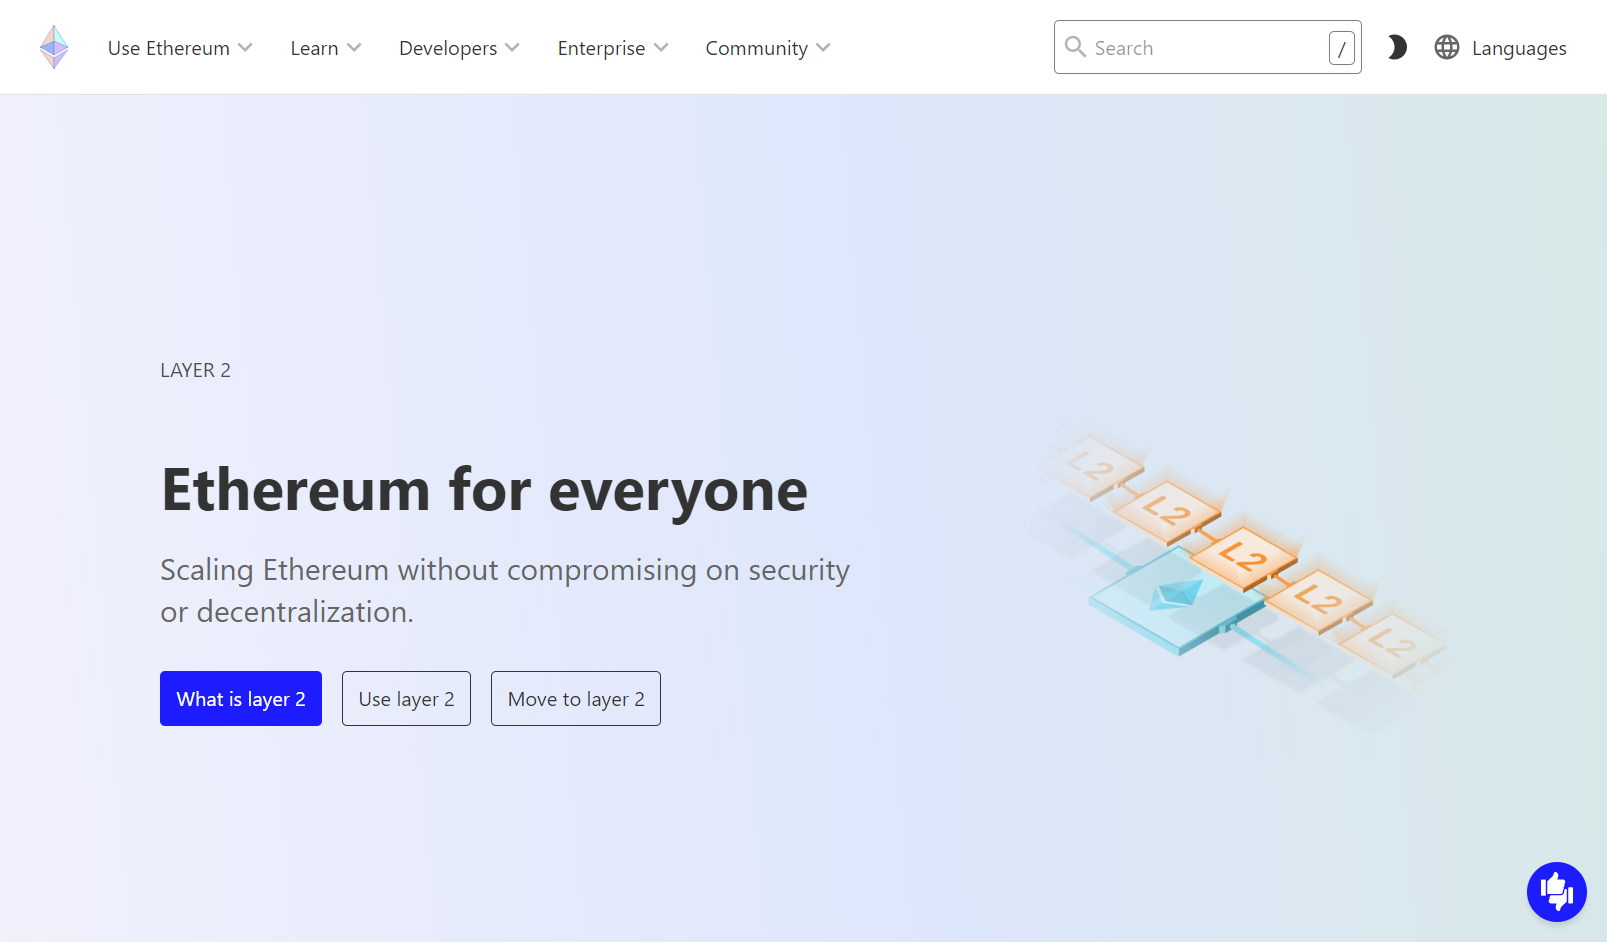 Use Ethereum
Learn
Developers
Enterprise
Community
Search
/
Languages
LAYER 2
Ethereum for everyone
Scaling Ethereum without compromising on security
or decentralization.
What is layer 2
Use layer 2
Move to layer 2
L2
L2
L2
L2
L2